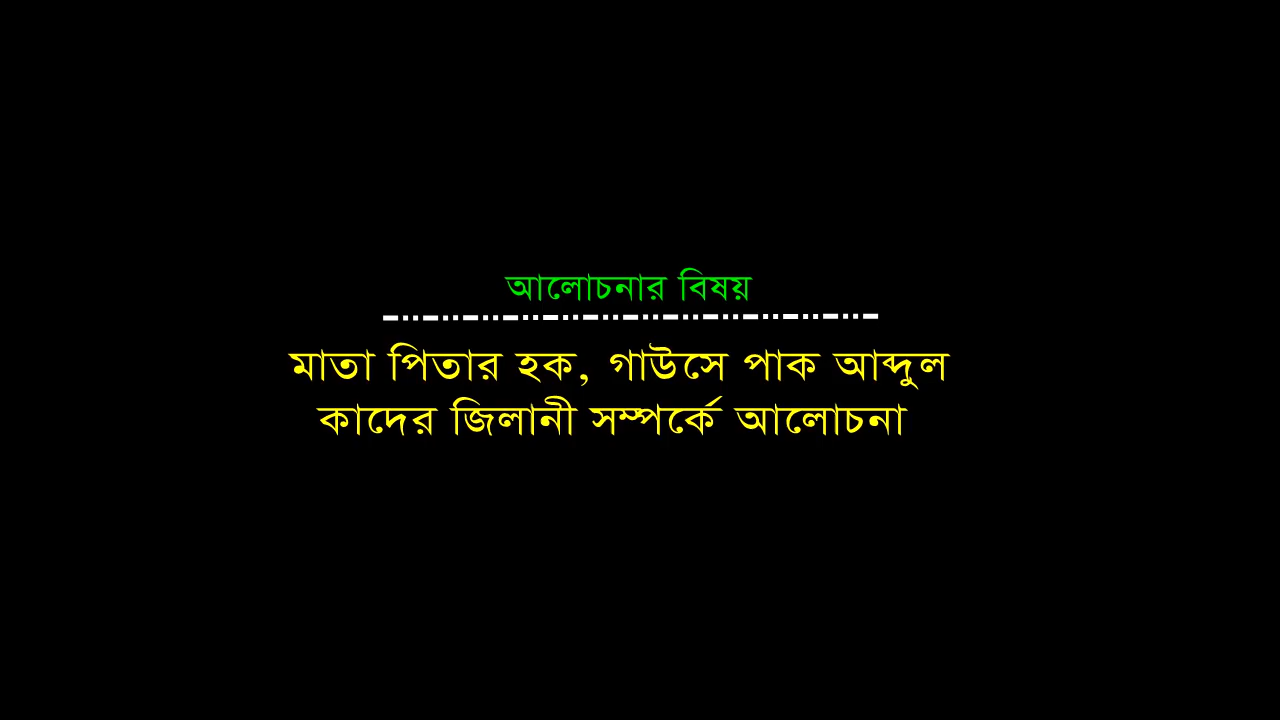 আলোচনার বিষয়
মাতা পিতার হক, গাউসে পাক আব্দুল
কাদের জিলানী সম্পর্কে আলোচনা